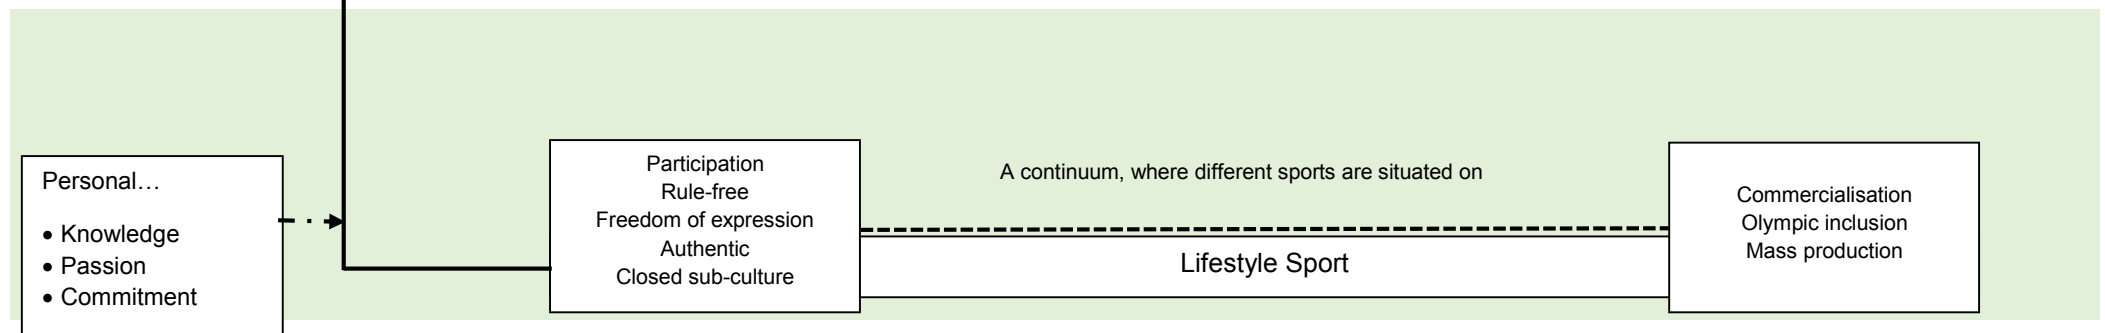 Personal…
• Knowledge
• Passion
• Commitment
Participation
Rule-free
Freedom of expression
Authentic
Closed sub-culture
A continuum, where different sports are situated on
Lifestyle Sport
Commercialisation
Olympic inclusion
Mass production